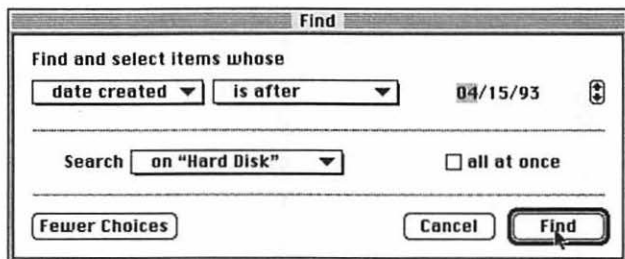 Find
Find and select items whose
date created is after 04/15/93
Search on “Hard Disk” all at once
Fewer Choices Cancel Find